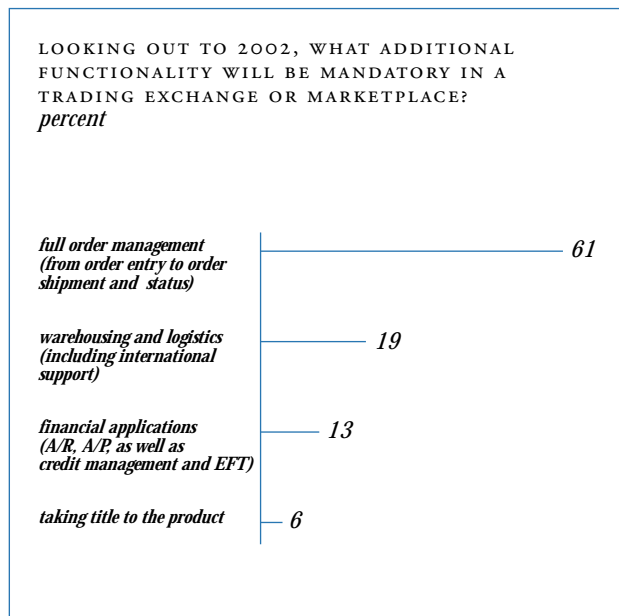 LOOKING OUT TO 2002, WHAT ADDITIONAL
FUNCTIONALITY WILL BE MANDATORY IN A
TRADING EXCHANGE OR MARKETPLACE?
percent
full order management
(from order entry to order
shipment and status)
61
warehousing and logistics
(including international
support)
19
financial applications
(A/R, A/P, as well as
credit management and EFT)
13
taking title to the product
6